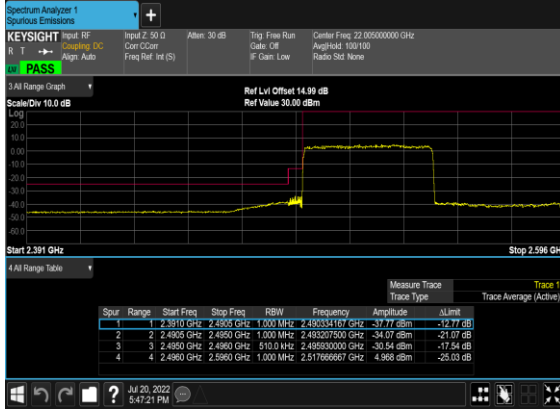 Spectrum Analyzer 1
Spurious Emissions
+
KEYSIGHT Input: RF Input Z: 50 Ω Atten: 30 dB Trig: Free Run Center Freq: 22.005000000 GHz
R T Coupling: DC Corr CCorr Gate: Off Avg|Hold: 100/100
Align: Auto Freq Ref: Int (S) IF Gain: Low Radio Std: None
PASS
3 All Range Graph
Ref Lvl Offset 14.99 dB
Scale/Div 10.0 dB Ref Value 30.00 dBm
Log
20.0
10.0
0.00
-10.0
-20.0
-30.0
-40.0
-50.0
-60.0
Start 2.391 GHz Stop 2.596 GH
4 All Range Table
Measure Trace Trace 1
Trace Type Trace Average (Active)
Spur Range Start Freq Stop Freq RBW Frequency Amplitude ΔLimit
1 1 2.3910 GHz 2.4905 GHz 1.000 MHz 2.490334167 GHz -37.77 dBm -12.77 dB
2 2 2.4905 GHz 2.4950 GHz 1.000 MHz 2.493207500 GHz -34.07 dBm -21.07 dB
3 3 2.4950 GHz 2.4960 GHz 510.0 kHz 2.495930000 GHz -30.54 dBm -17.54 dB
4 4 2.4960 GHz 2.5960 GHz 1.000 MHz 2.517666667 GHz 4.968 dBm -25.03 dB
? Jul 20, 2022
5:47:21 PM